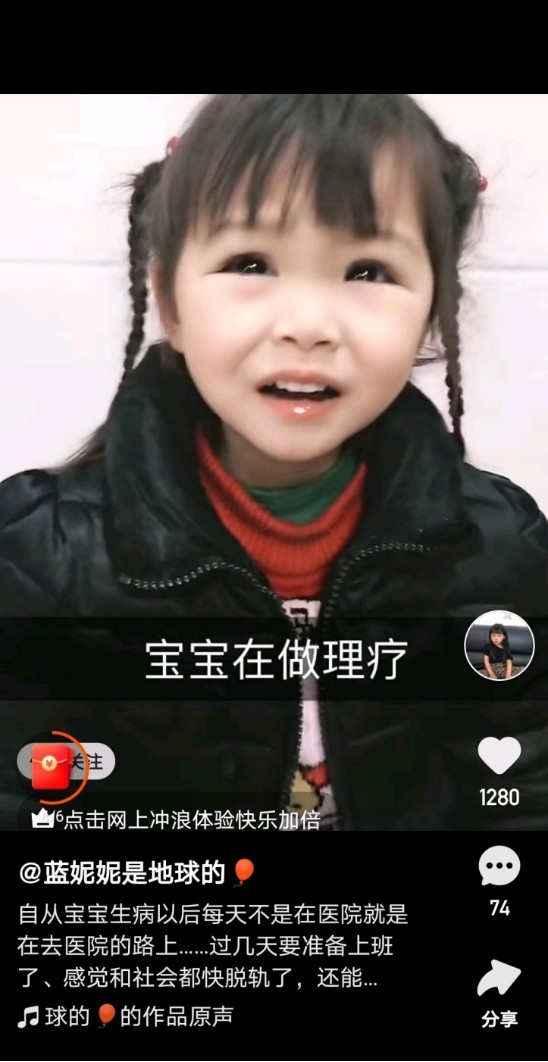 宝宝在做理疗
关注
点击网上冲浪体验快乐加倍
@蓝妮妮是地球的🎈
自从宝宝生病以后每天不是在医院就是
在去医院的路上……过几天要准备上班
了、感觉和社会都快脱轨了，还能...
球的🎈的作品原声
1280
74
分享